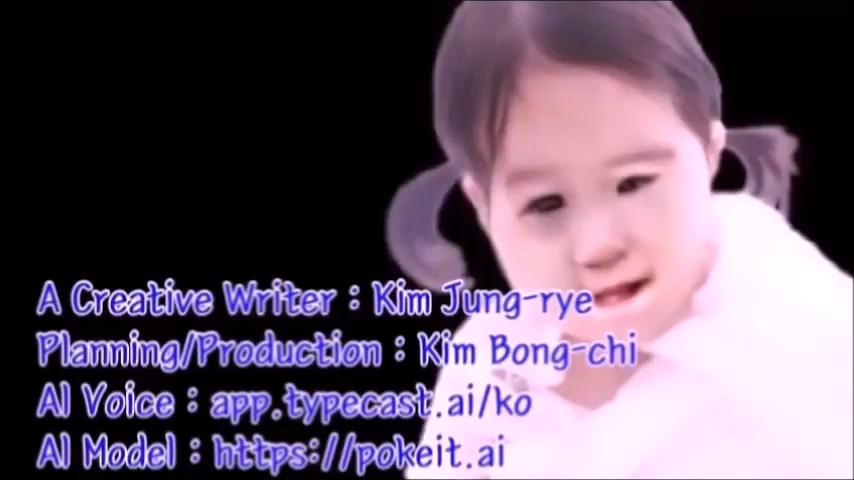 A Creative Writer : Kim Jung-rye
Planning/Production : Kim Bong-chi
AI Voice : app.typecast.ai/ko
AI Model : https://pokeit.ai